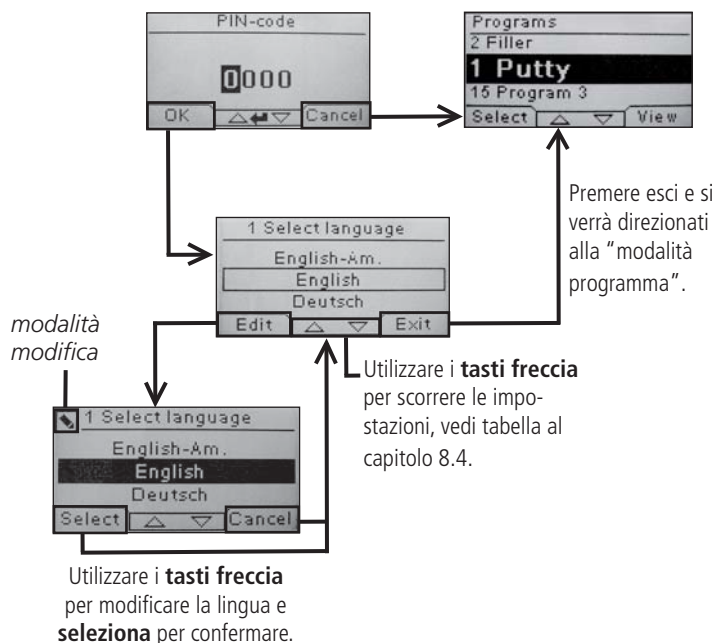 PIN-code
0000
OK
Cancel
Programs
2 Filler
1 Putty
15 Program 3
Select
View
Premere esci e si
verrà direzionati
alla “modalità
programma”.
1 Select language
English-Am.
English
Deutsch
Edit
Exit
modalità
modifica
Utilizzare i tasti freccia
per scorrere le impo-
stazioni, vedi tabella al
capitolo 8.4.
1 Select language
English-Am.
English
Deutsch
Select
Cancel
Utilizzare i tasti freccia
per modificare la lingua e
seleziona per confermare.